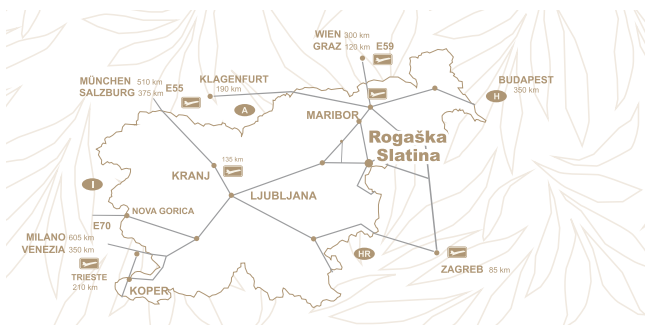 WIEN 300 km
GRAZ 120 km E59
MÜNCHEN 510 km
SALZBURG 375 km E55
KLAGENFURT
190 km
BUDAPEST
350 km
H
A
MARIBOR
Rogaška
Slatina
135 km
KRANJ
I
LJUBLJANA
NOVA GORICA
E70
MILANO 605 km
VENEZIA 350 km
HR
ZAGREB 85 km
TRIESTE
210 km
KOPER